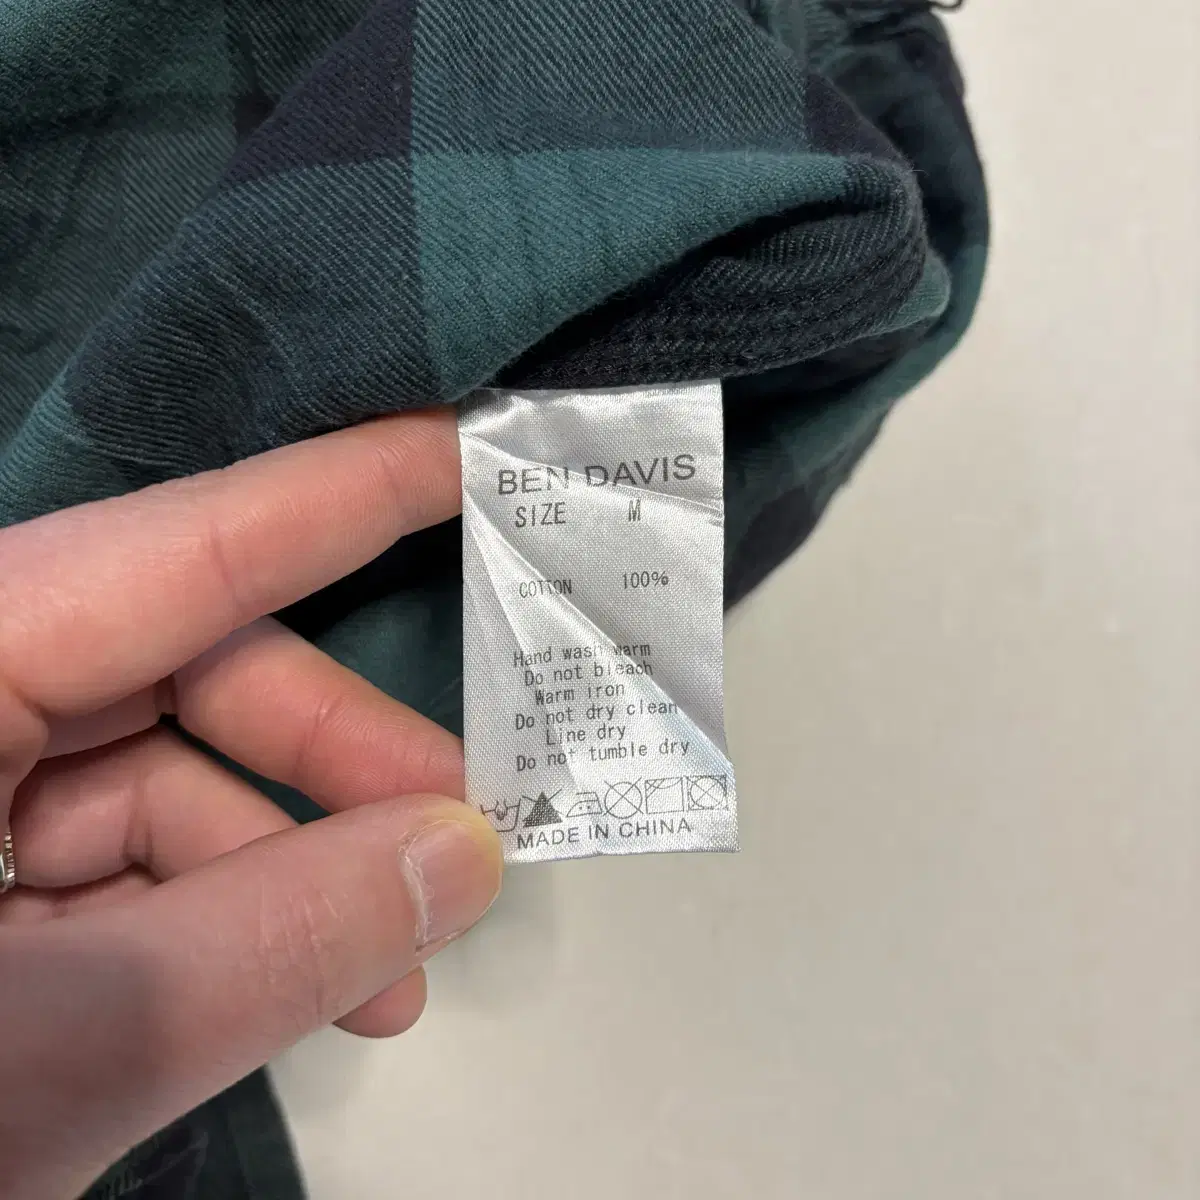 BEN DAVIS
SIZE M
COTTON 100%
Hand wash warm
Do not bleach
Warm iron
Do not dry clean
Line dry
Do not tumble dry
MADE IN CHINA